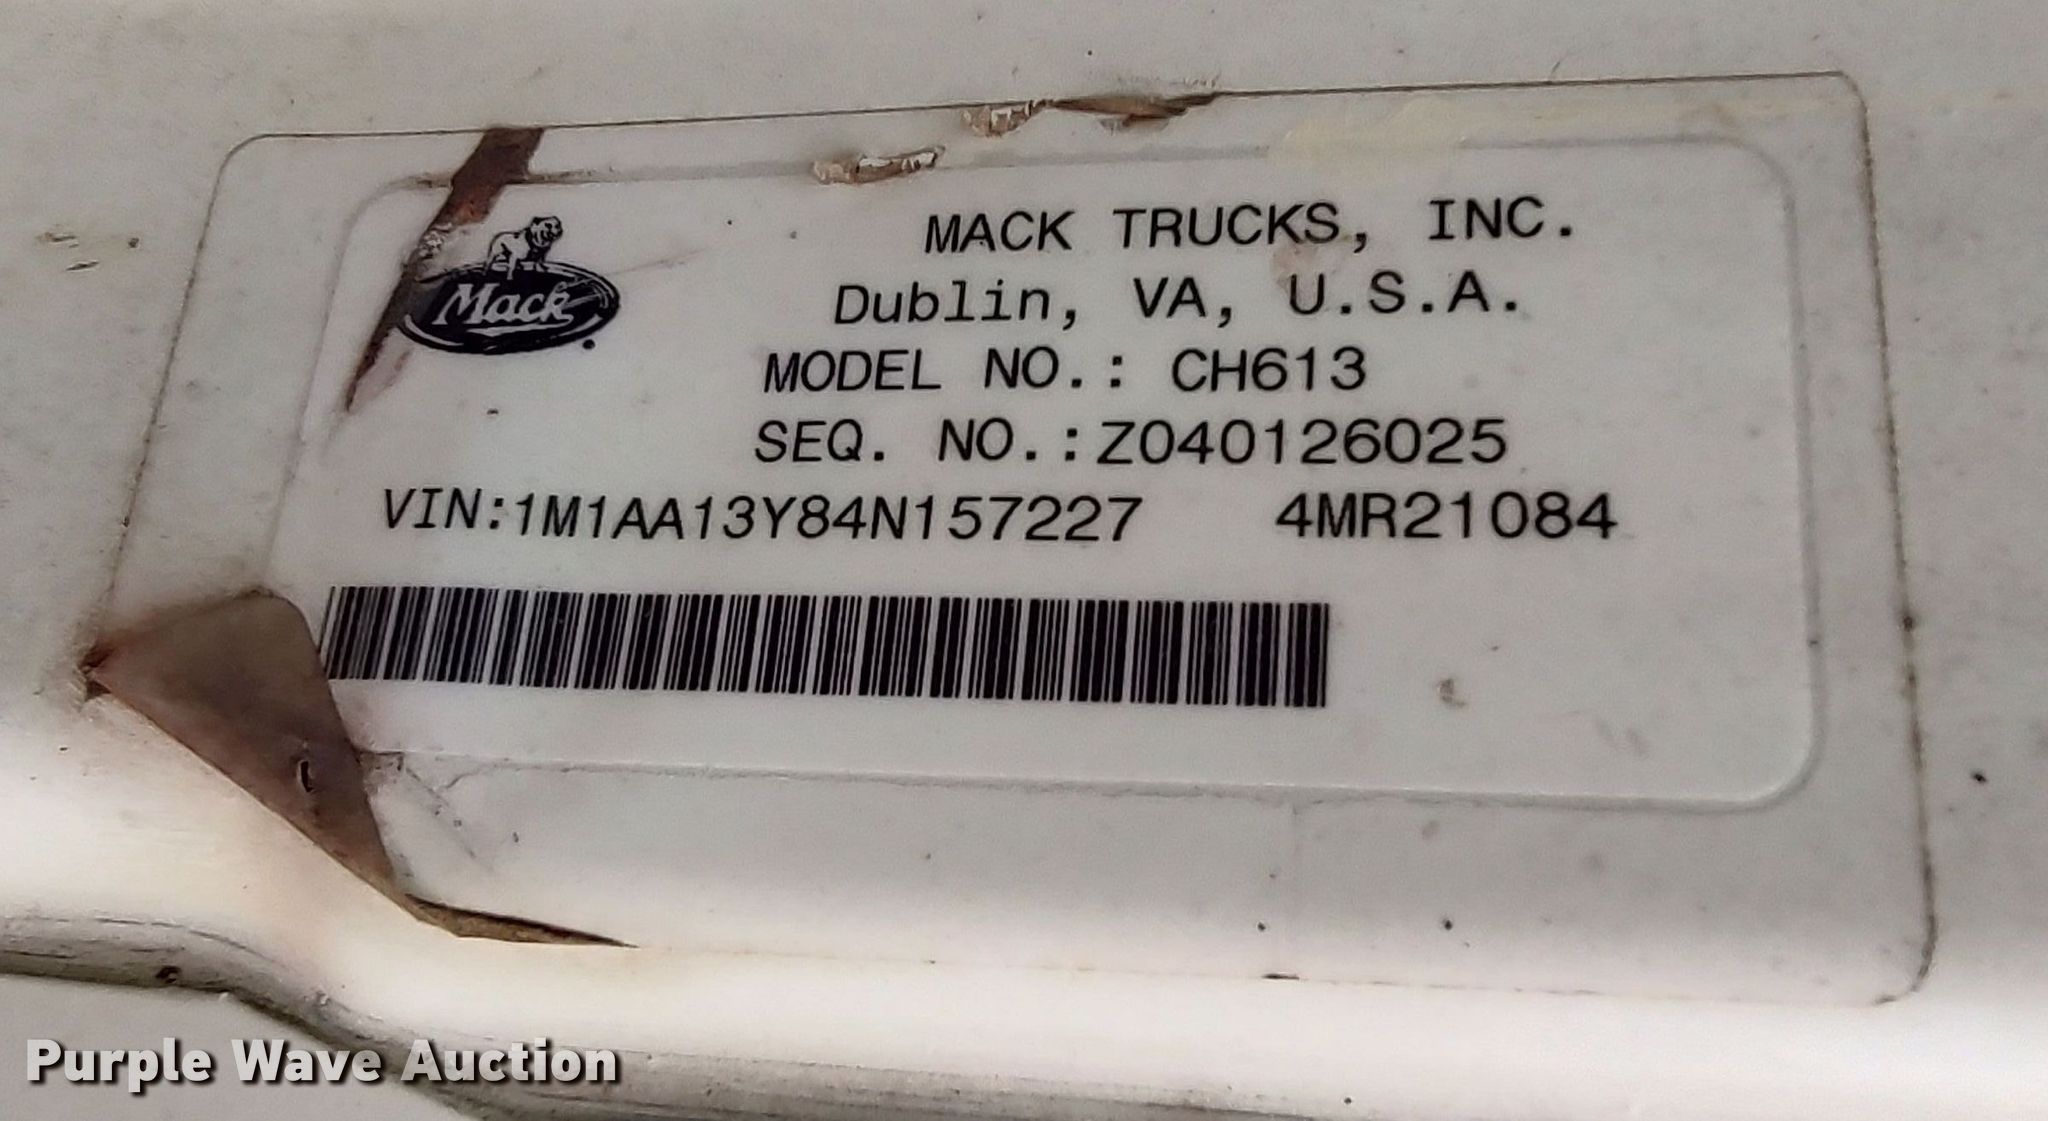 MACK TRUCKS, INC.
Mack
Dublin, VA, U.S.A.
MODEL NO.: CH613
SEQ. NO.:Z040126025
VIN:1M1AA13Y84N157227 4MR21084
Purple Wave Auction